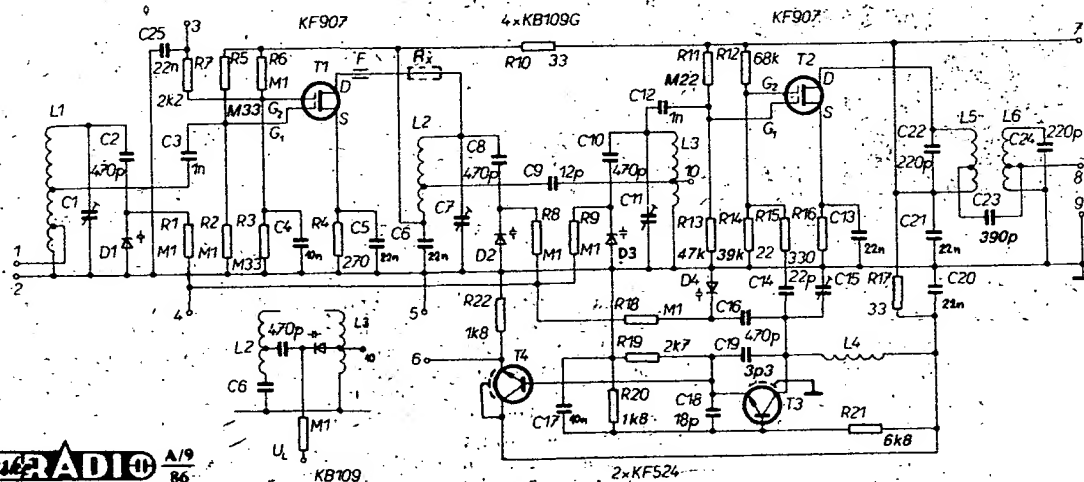 KF907
4xKB109G
KF907
C25
3
22n
R7
2k2
R5
M33
R6
M1
T1
D
S
G2
G1
F
Rx
R10
33
R11
M22
R12
68k
T2
D
S
G2
G1
7
L1
C2
470p
C3
1n
C1
L2
C8
470p
C7
C9
12p
C10
470p
C12
1n
L3
10
C11
C22
220p
L5
L6
C24
220p
8
9
C23
390p
1
2
D1
R1
M1
R2
M1
R3
M33
C4
10n
R4
270
C5
22n
C6
22n
D2
R8
M1
R9
M1
D3
R13
47k
R14
39k
R15
22
R16
330
C13
22n
C21
22n
R17
33
C20
22n
4
5
6
R22
1k8
R18
M1
D4
C16
470p
C14
22p
C15
L2
470p
L3
10
C6
M1
UL
KB109
T4
R19
2k7
C19
3p3
L4
C17
10n
R20
1k8
C18
18p
T3
R21
6k8
2xKF524
RADIO
A/9
86